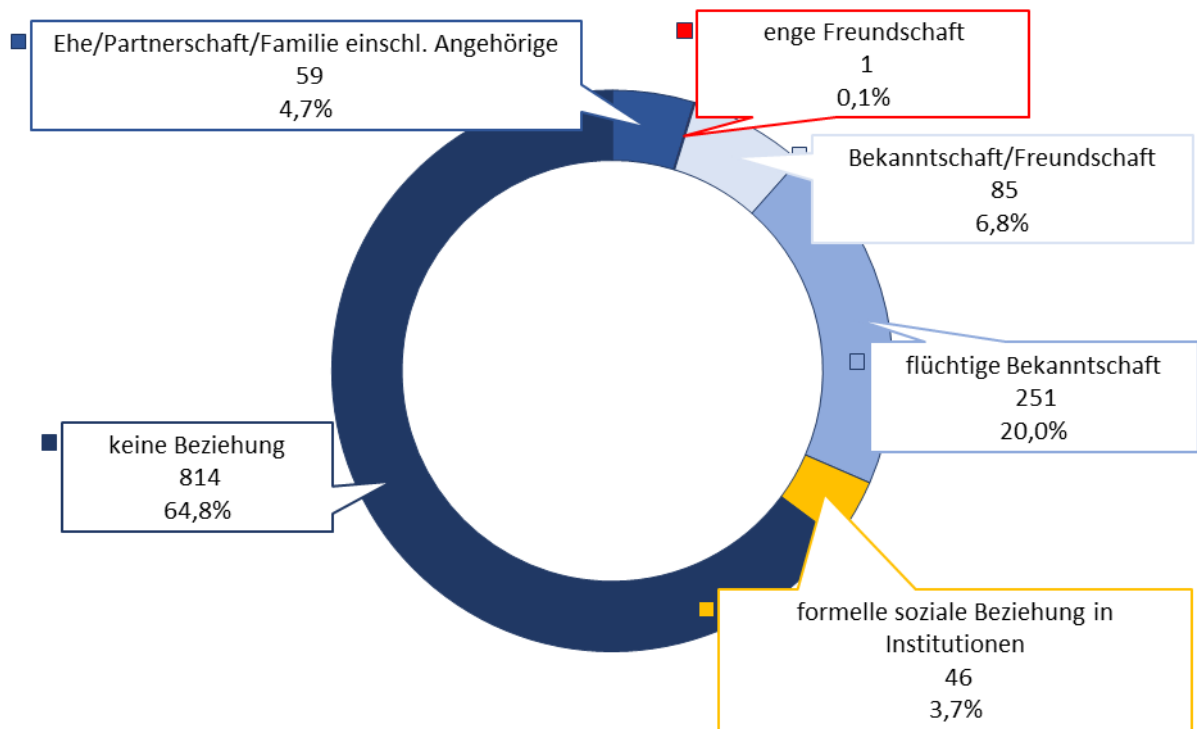 Ehe/Partnerschaft/Familie einschl. Angehörige
59
4,7%
enge Freundschaft
1
0,1%
Bekanntschaft/Freundschaft
85
6,8%
flüchtige Bekanntschaft
251
20,0%
keine Beziehung
814
64,8%
formelle soziale Beziehung in
Institutionen
46
3,7%